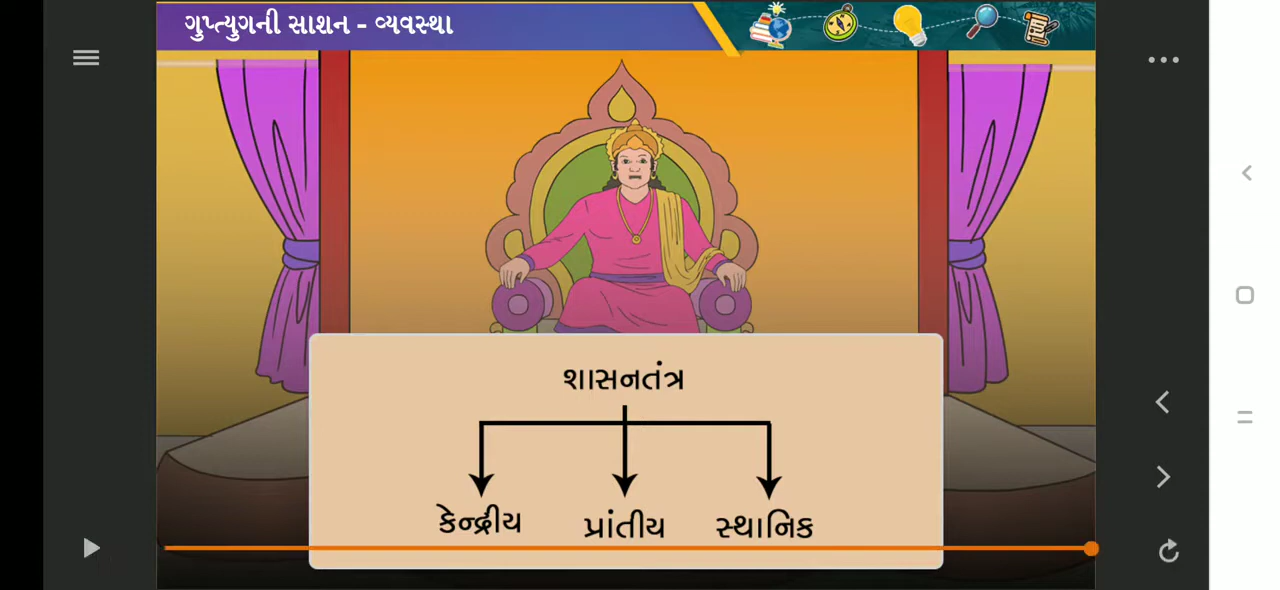 ગુપ્તયુગની સાશન - વ્યવસ્થા
શાસનતંત્ર
કેન્દ્રીય પ્રાંતીય સ્થાનિક